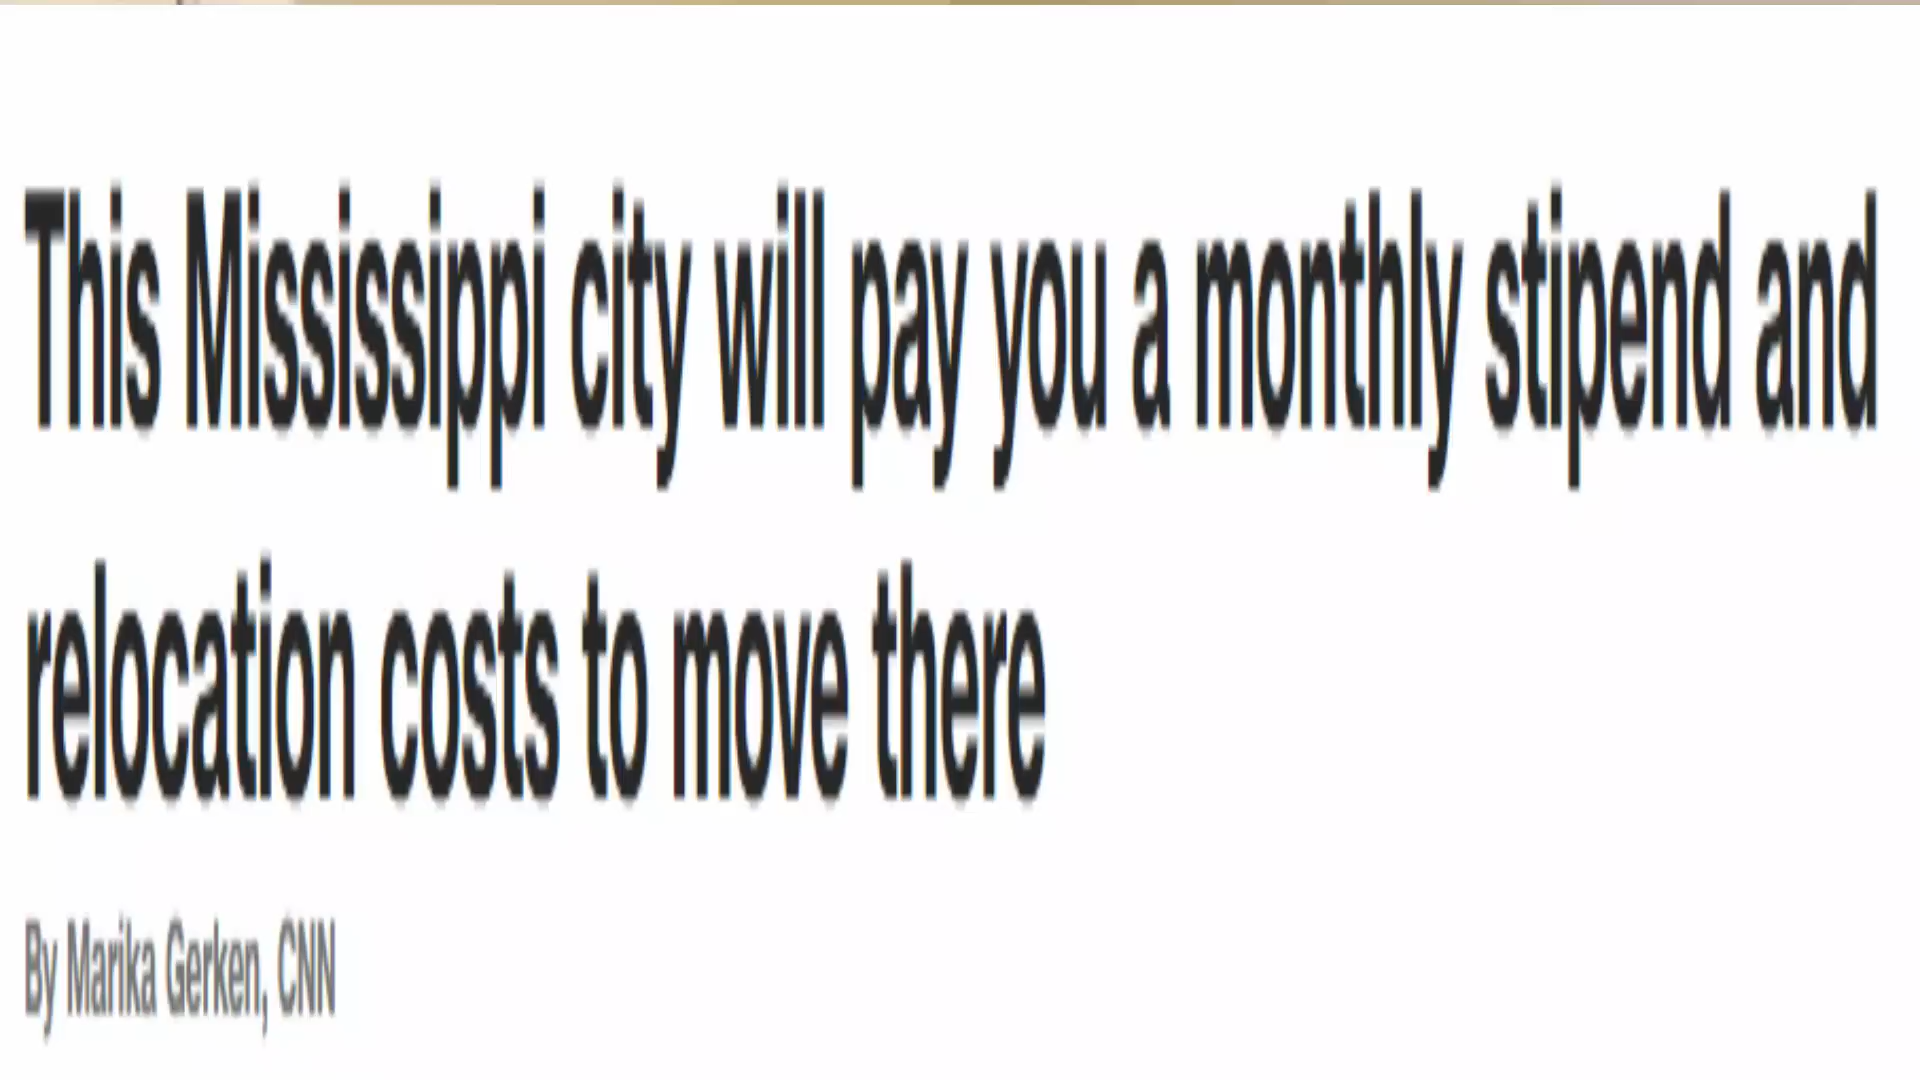 This Mississippi city will pay you a monthly stipend and
relocation costs to move there
By Marika Gerken, CNN